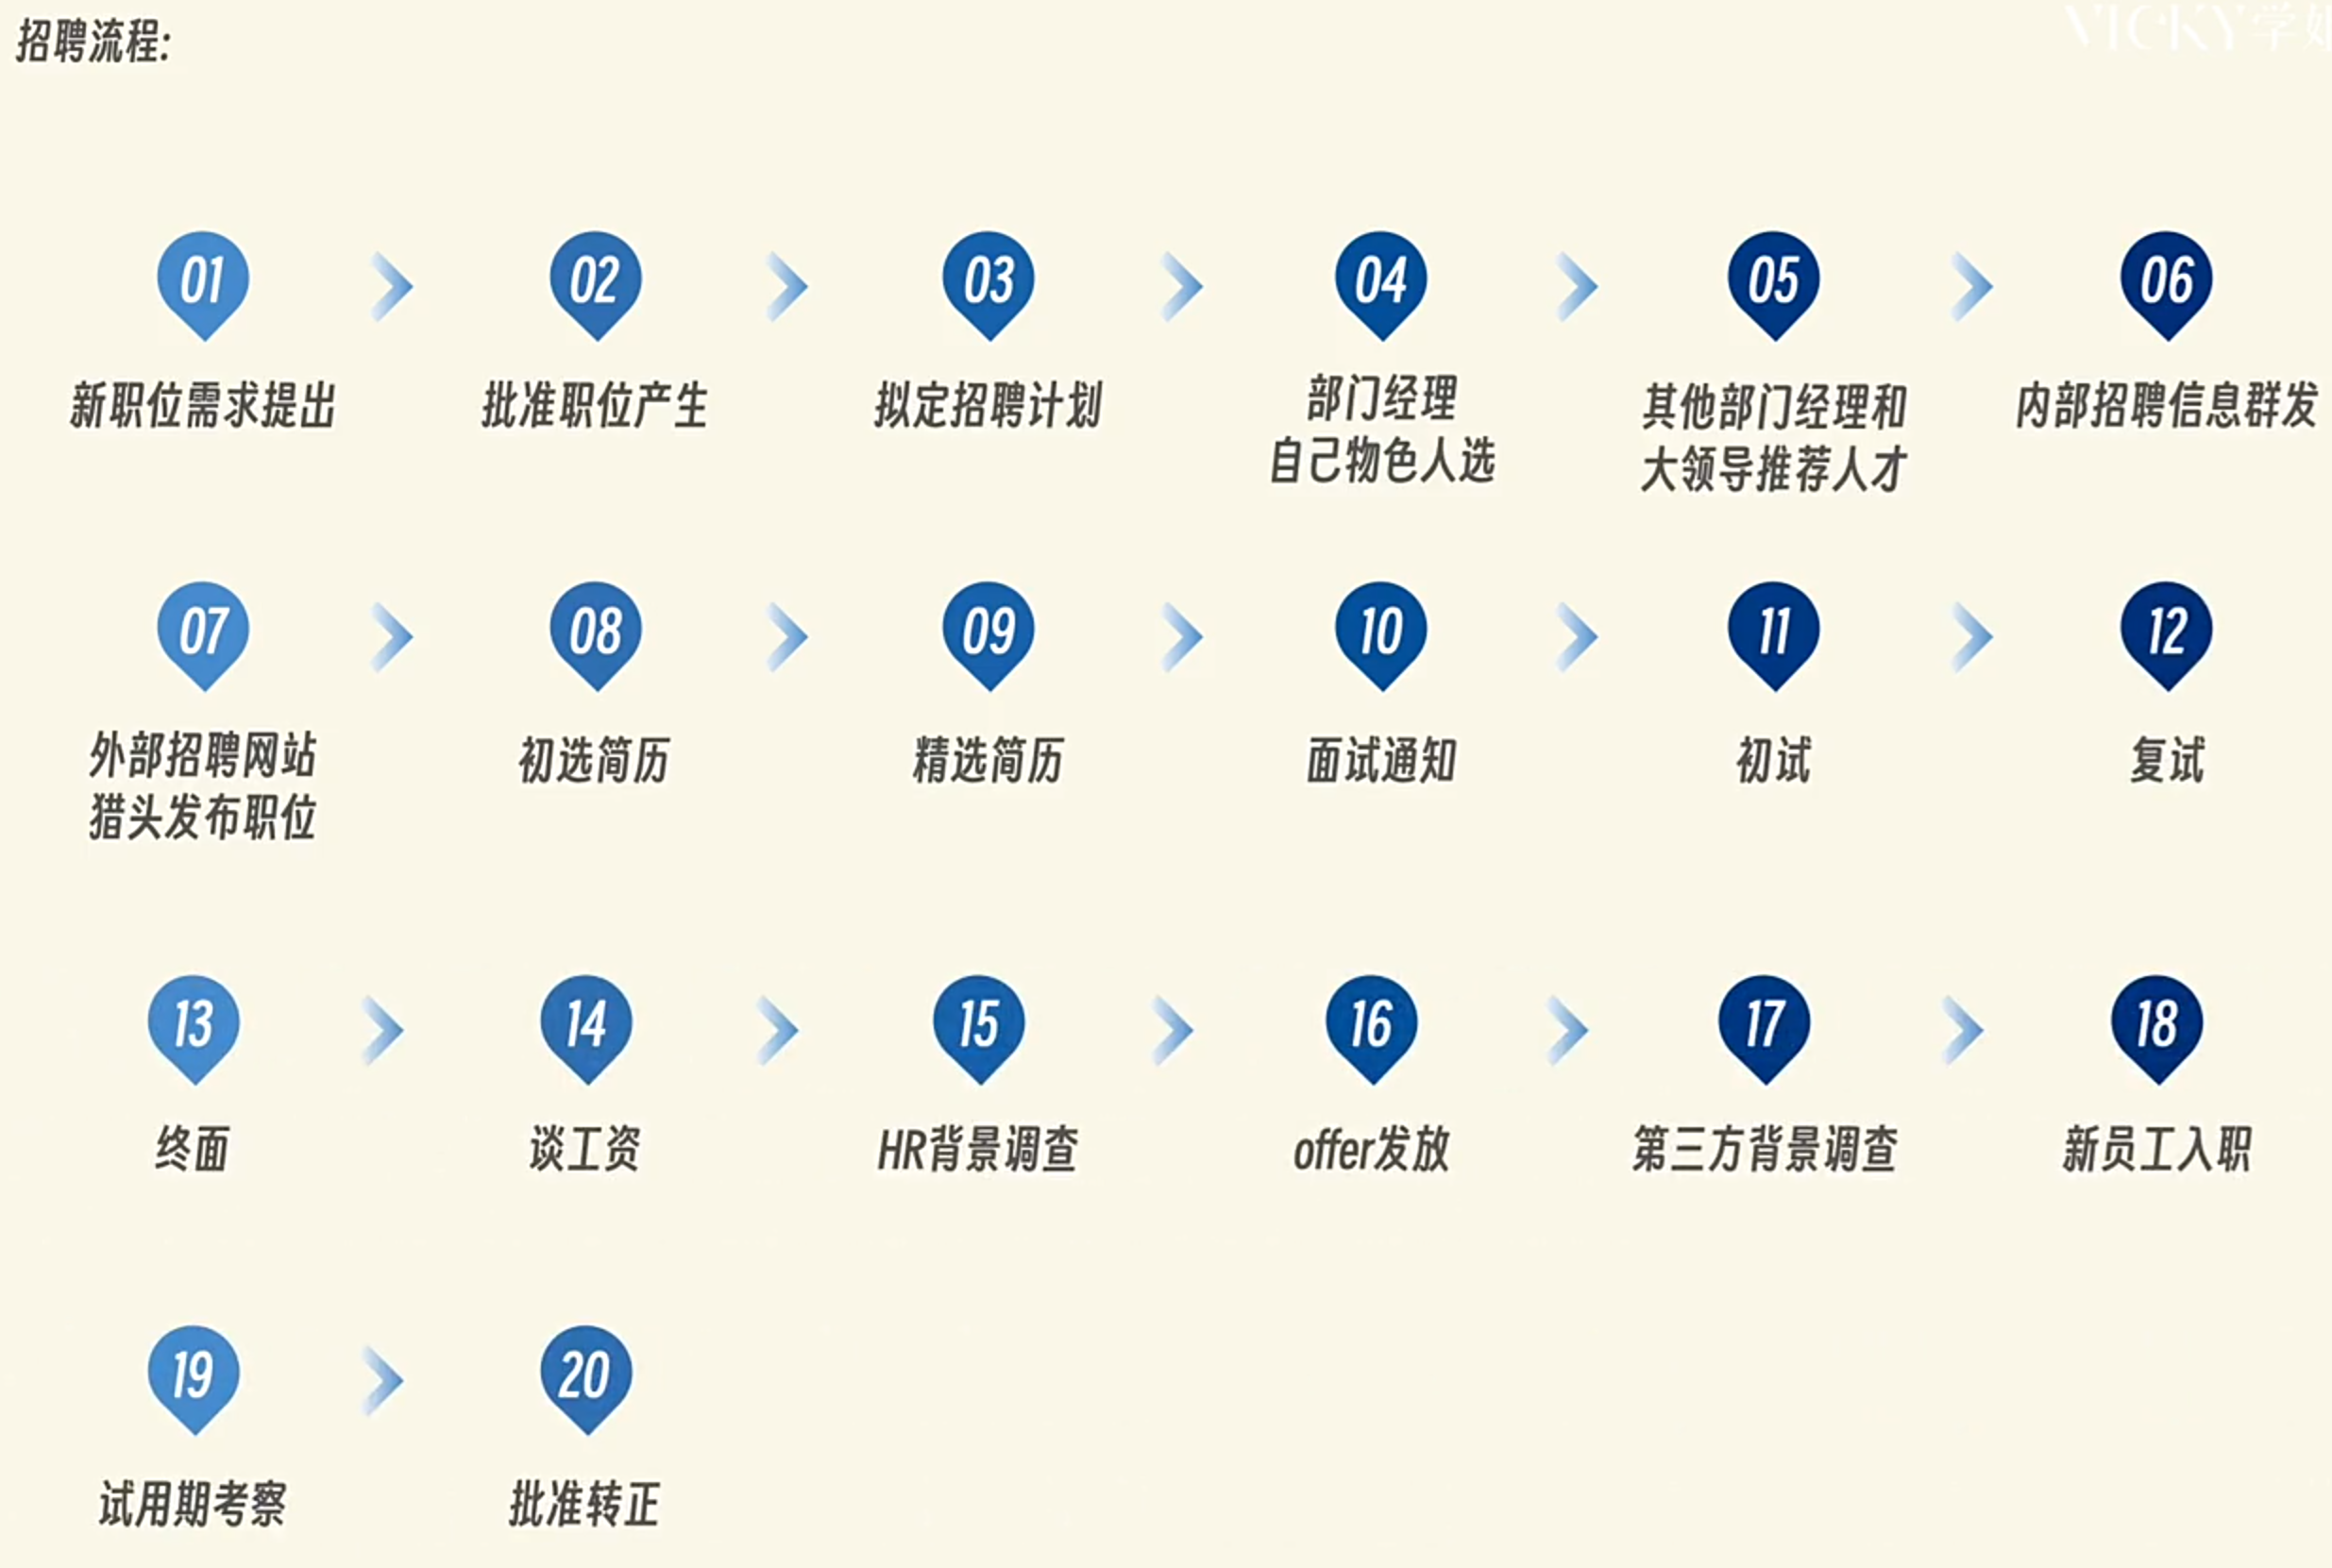 招聘流程:
VICKY学姐
01
02
03
04
05
06
新职位需求提出
批准职位产生
拟定招聘计划
部门经理
自己物色人选
其他部门经理和
大领导推荐人才
内部招聘信息群发
07
08
09
10
11
12
外部招聘网站
猎头发布职位
初选简历
精选简历
面试通知
初试
复试
13
14
15
16
17
18
终面
谈工资
HR背景调查
offer发放
第三方背景调查
新员工入职
19
20
试用期考察
批准转正